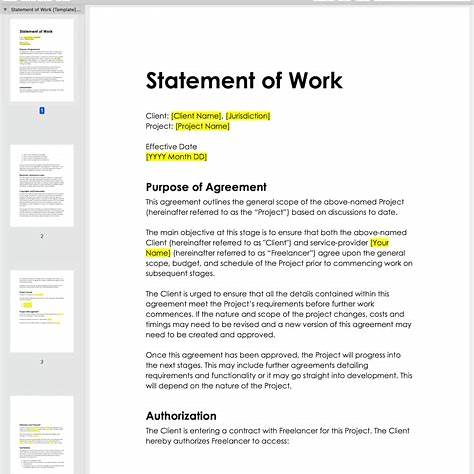 Statement of Work (Template)...
Statement of Work
1
2
3
Statement of Work
Client: [Client Name], [Jurisdiction]
Project: [Project Name]
Effective Date
[YYYY Month DD]
Purpose of Agreement
This agreement outlines the general scope of the above-named Project
(hereinafter referred to as the “Project”) based on discussions to date.
The main objective at this stage is to ensure that both the above-named
Client (hereinafter referred to as "Client") and service-provider [Your
Name] (hereinafter referred to as “Freelancer”) agree upon the general
scope, budget, and schedule of the Project prior to commencing work on
subsequent stages.
The Client is urged to ensure that all the details contained within this
agreement meet the Project's requirements before further work
commences. If the nature and scope of the project changes, costs and
timings may need to be revised and a new version of this agreement may
need to be created and approved.
Once this agreement has been approved, the Project will progress into
the next stages. This may mean further agreements detailing
requirements and functionality or it may go straight into development. This
will depend on the nature of the Project.
Authorization
The Client is entering a contract with Freelancer for this Project. The Client
hereby authorizes Freelancer to access: